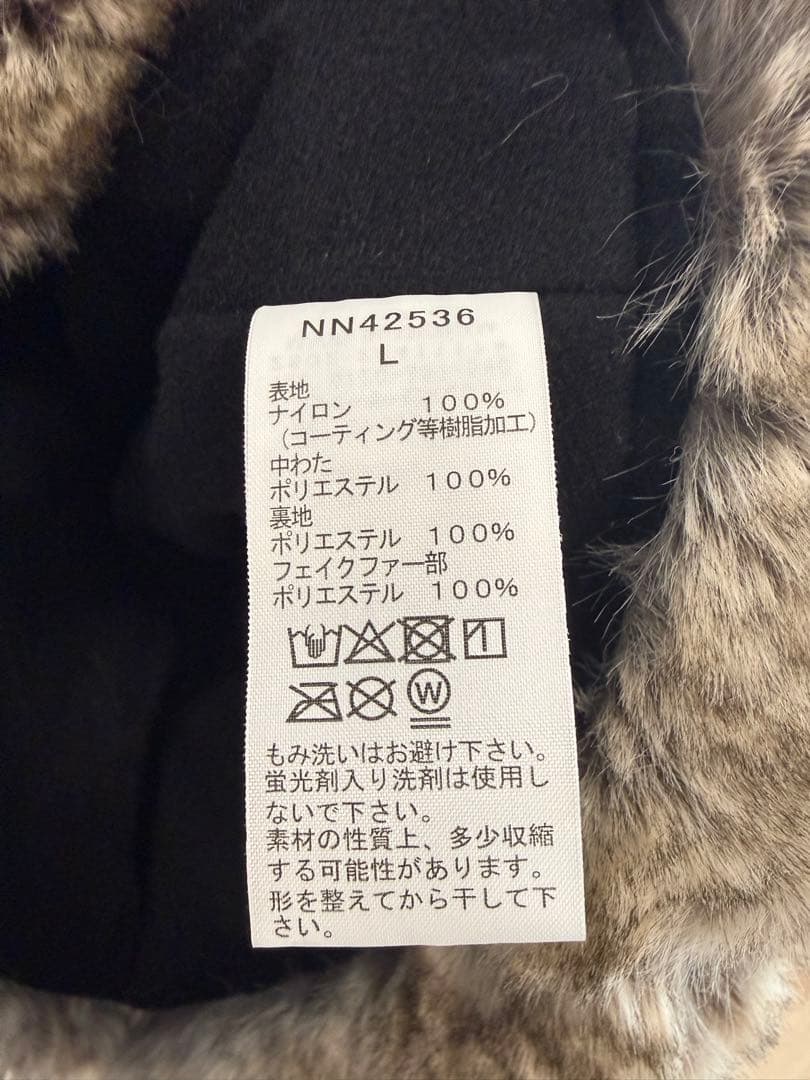 NN42536
L
表地
ナイロン 100%
(コーティング等樹脂加工)
中わた
ポリエステル 100%
裏地
ポリエステル 100%
フェイクファー部
ポリエステル 100%
W
もみ洗いはお避け下さい。
蛍光剤入り洗剤は使用し
ないで下さい。
素材の性質上、多少収縮
する可能性があります。
形を整えてから干して下
さい。